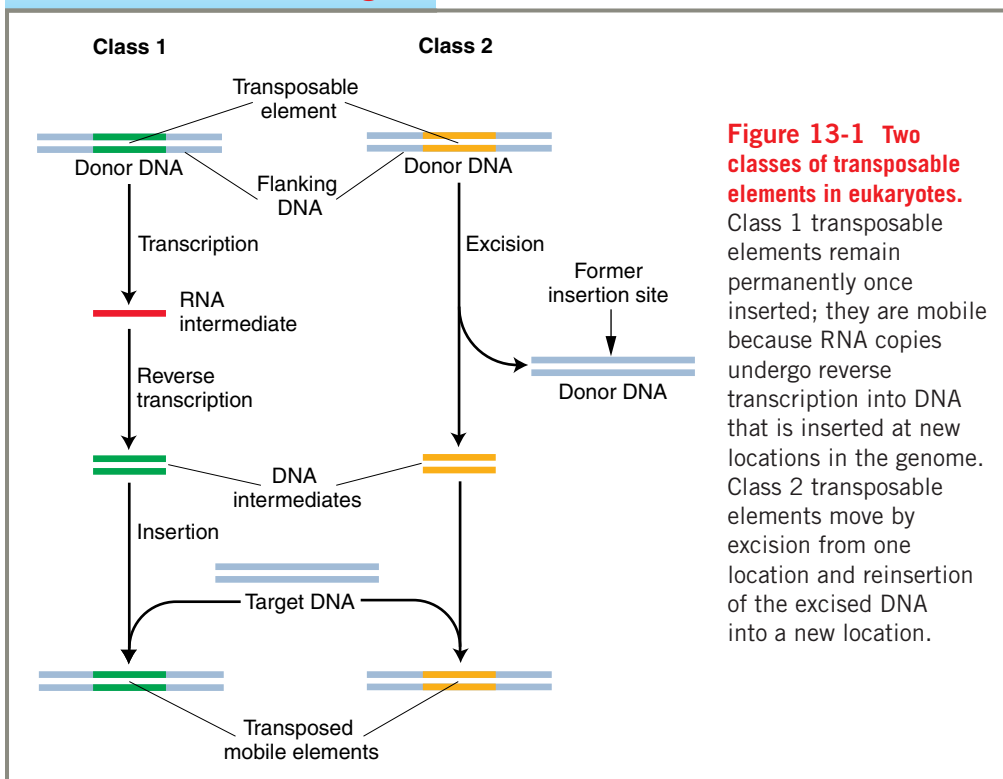 Class 1
Class 2
Transposable
element
Donor DNA
Donor DNA
Flanking
DNA
Transcription
Excision
Former
insertion site
RNA
intermediate
Donor DNA
Reverse
transcription
DNA
intermediates
Insertion
Target DNA
Transposed
mobile elements
Figure 13-1 Two
classes of transposable
elements in eukaryotes.
Class 1 transposable
elements remain
permanently once
inserted; they are mobile
because RNA copies
undergo reverse
transcription into DNA
that is inserted at new
locations in the genome.
Class 2 transposable
elements move by
excision from one
location and reinsertion
of the excised DNA
into a new location.